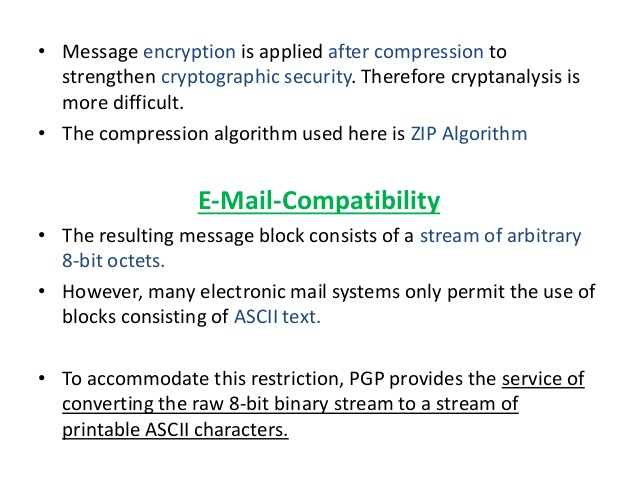 • Message encryption is applied after compression to
strengthen cryptographic security. Therefore cryptanalysis is
more difficult.
• The compression algorithm used here is ZIP Algorithm
E-Mail-Compatibility
• The resulting message block consists of a stream of arbitrary
8-bit octets.
• However, many electronic mail systems only permit the use of
blocks consisting of ASCII text.
• To accommodate this restriction, PGP provides the service of
converting the raw 8-bit binary stream to a stream of
printable ASCII characters.